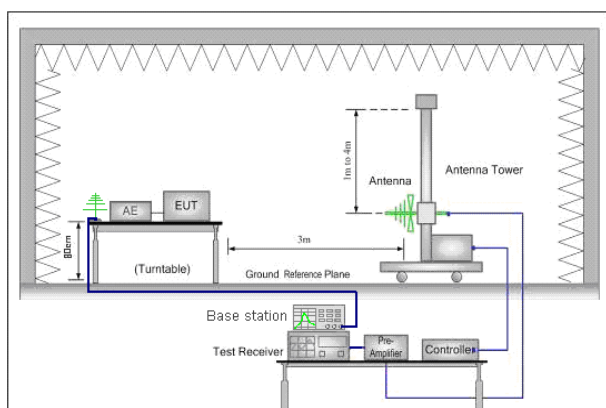 1m to 4m
Antenna
Antenna Tower
AE
EUT
80cm
3m
(Turntable)
Ground Reference Plane
Base station
Test Receiver
Pre-
Amplifier
Controller